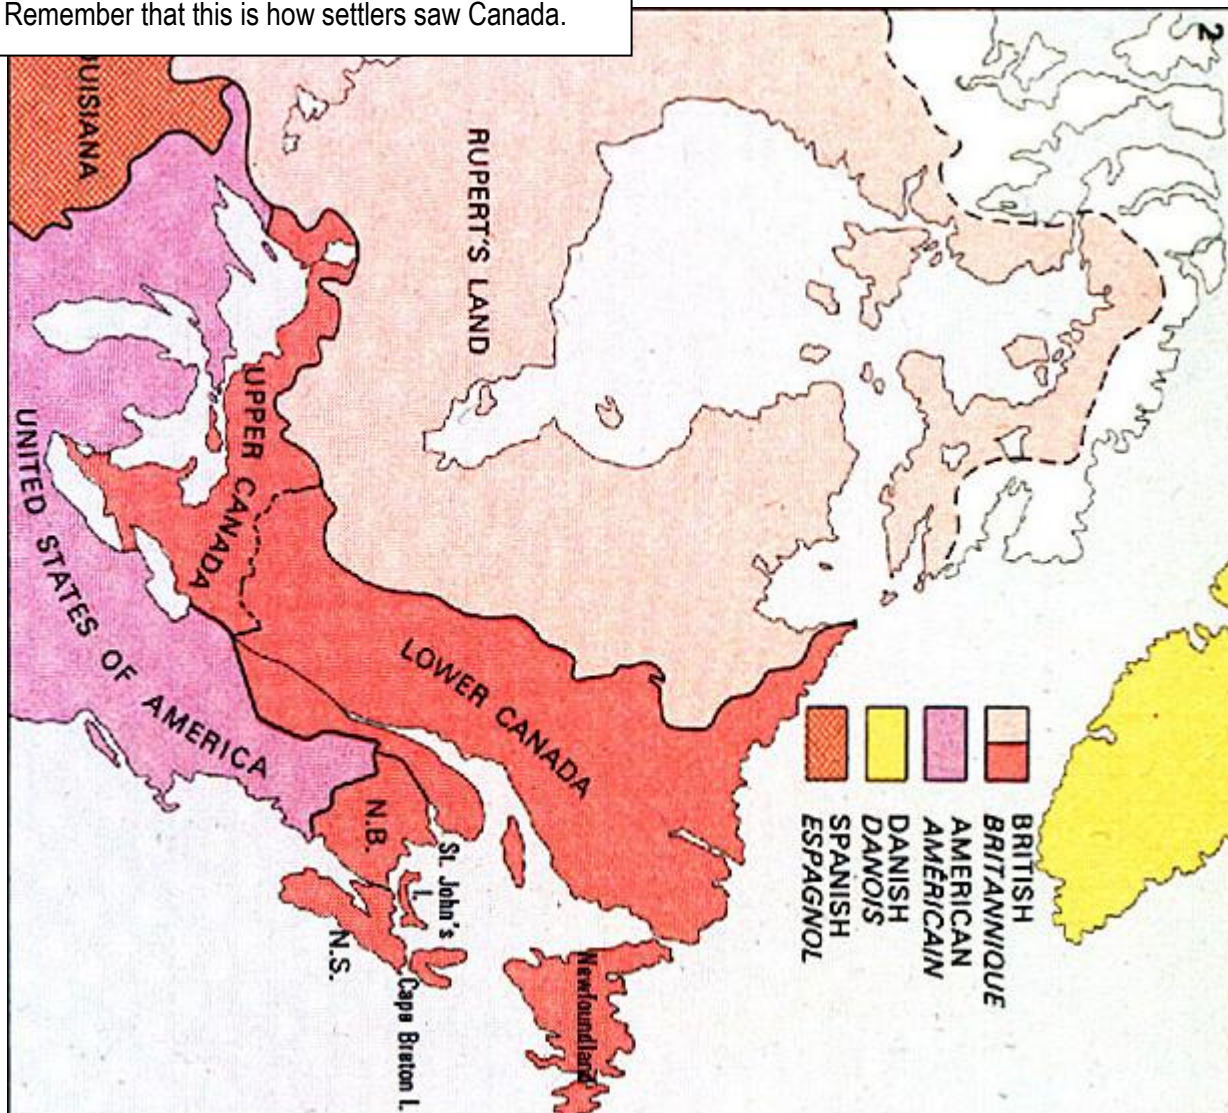 Remember that this is how settlers saw Canada.
2
UISIANA
RUPERT'S LAND
UPPER CANADA
UNITED STATES OF AMERICA
LOWER CANADA
N.B.
St. John's
I.
N.S.
Cape Breton I.
Newfoundland
BRITISH
BRITANNIQUE
AMERICAN
AMÉRICAIN
DANISH
DANOIS
SPANISH
ESPAGNOL